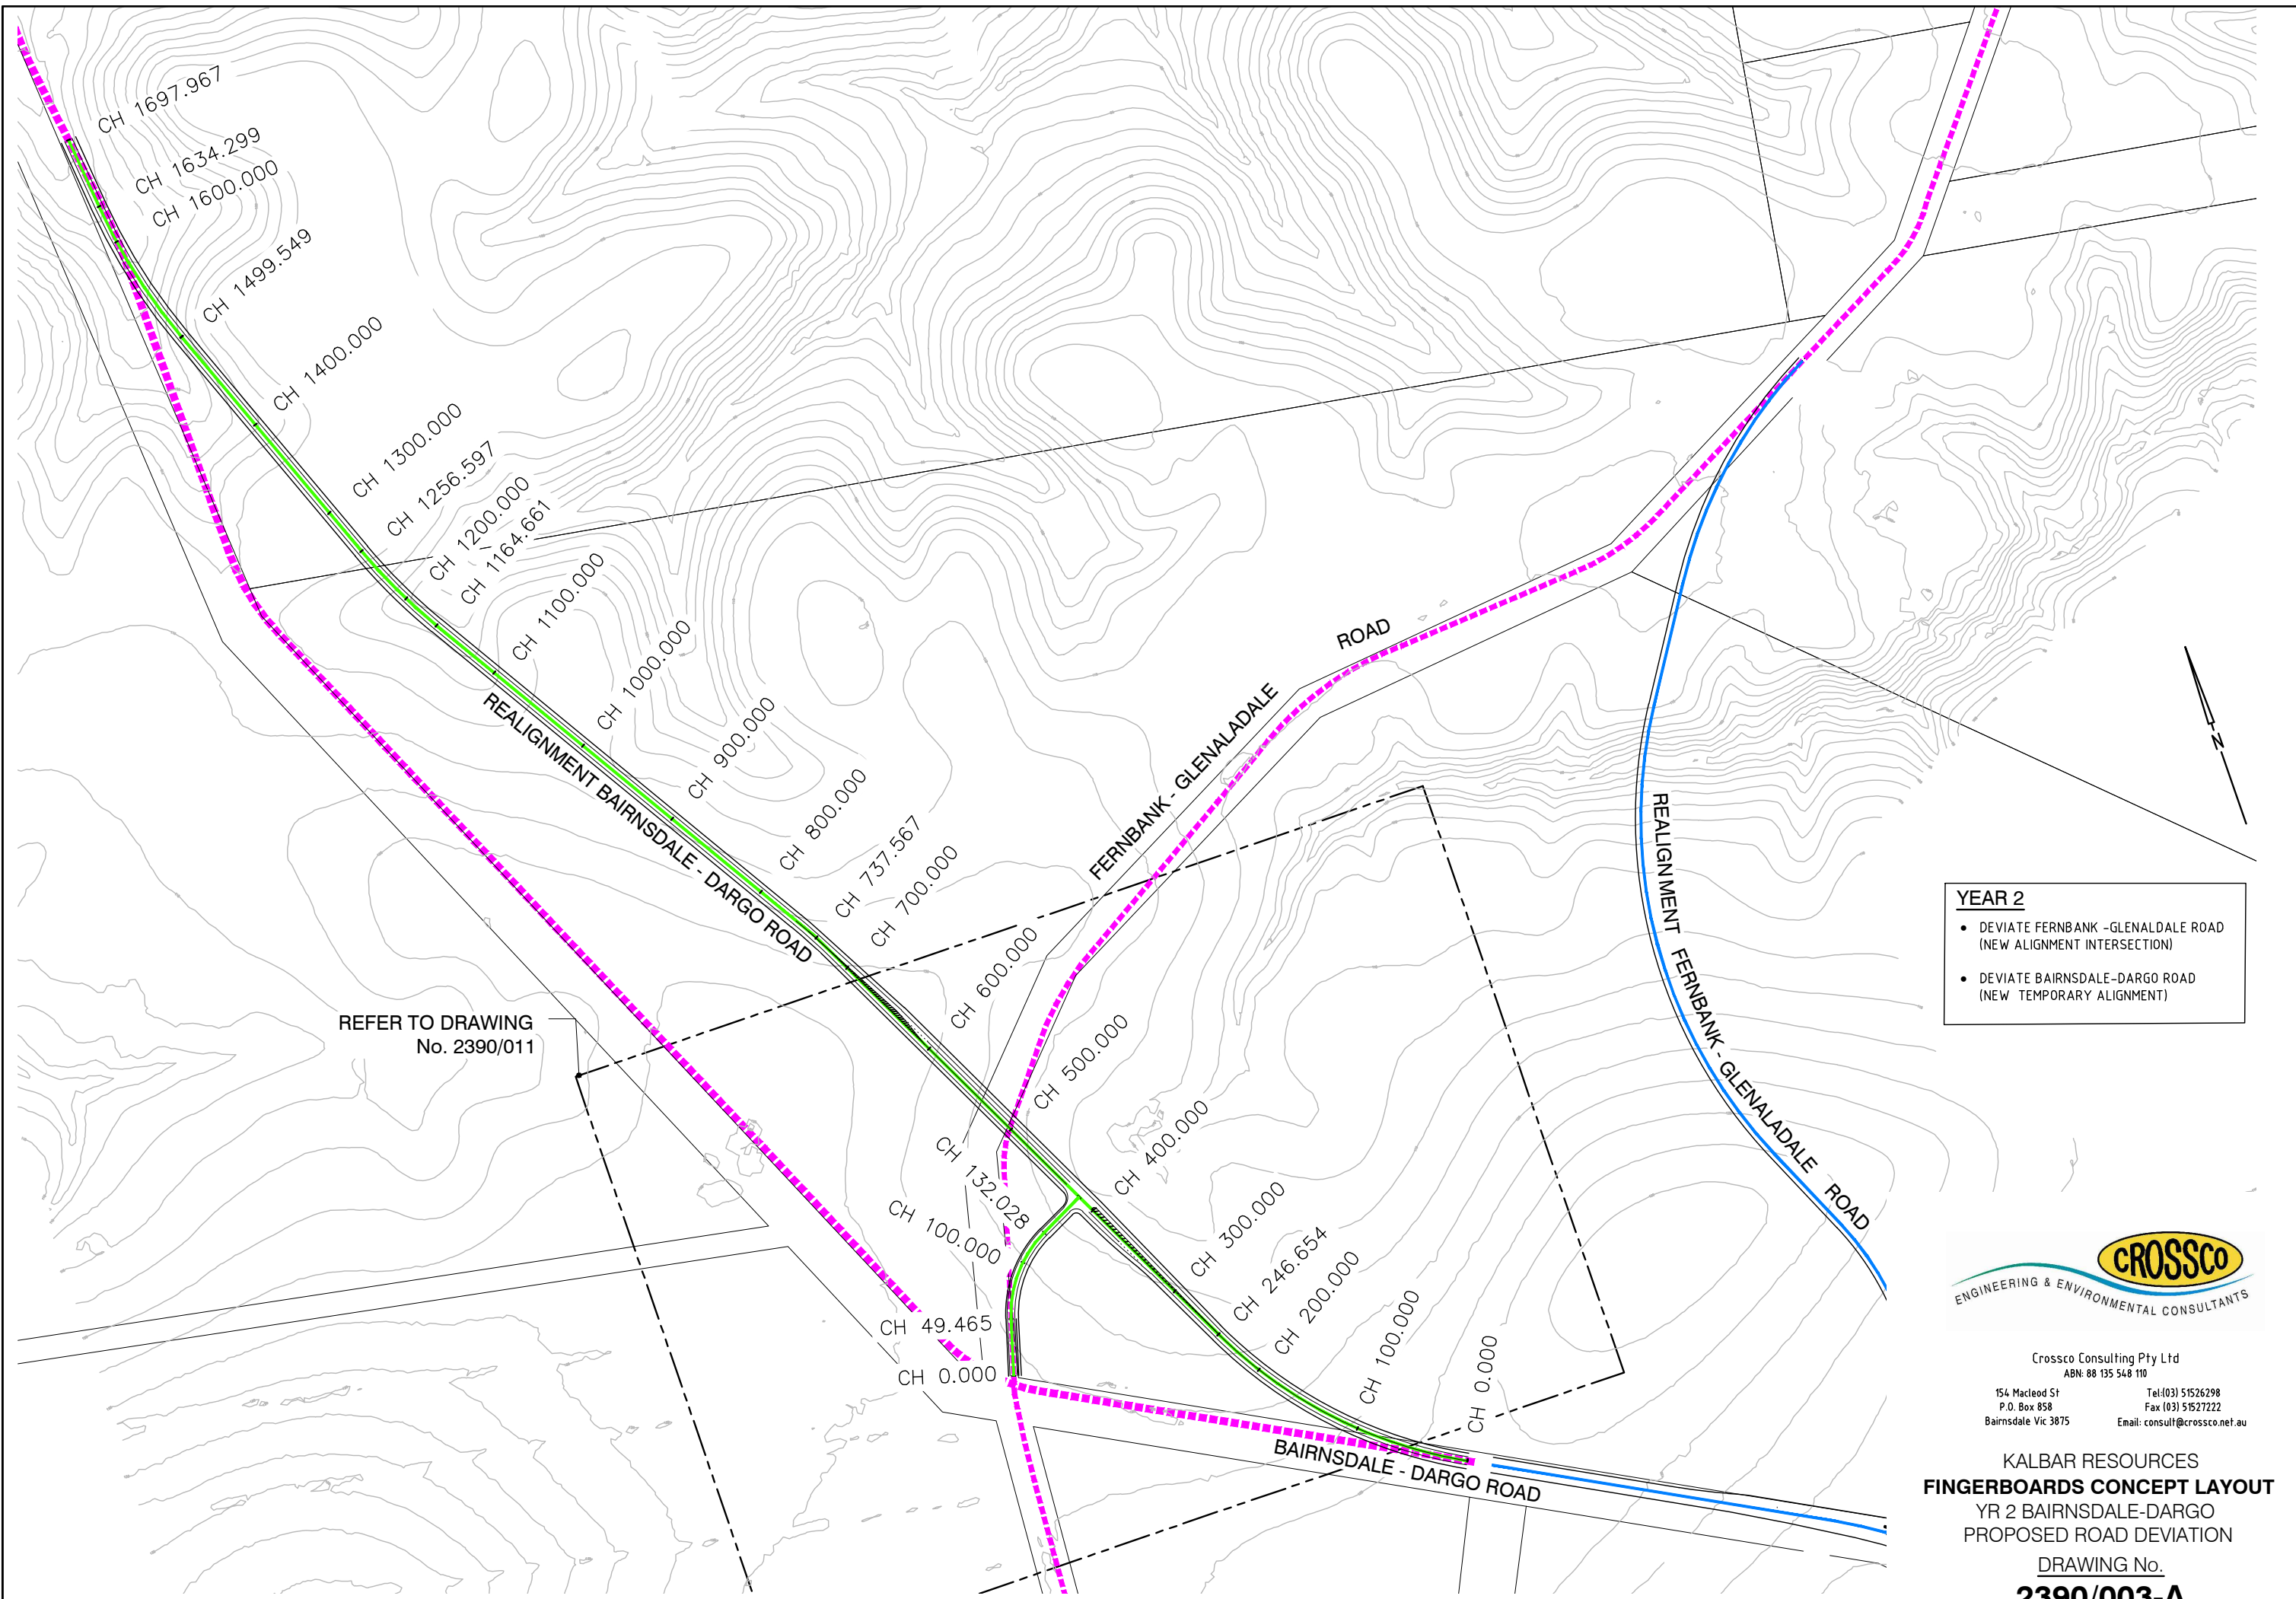 CH 1697.967
CH 1634.299
CH 1600.000
CH 1499.549
CH 1400.000
CH 1300.000
CH 1256.597
CH 1200.000
CH 1164.661
CH 1100.000
CH 1000.000
CH 900.000
CH 800.000
CH 737.567
CH 700.000
CH 600.000
CH 500.000
CH 400.000
CH 300.000
CH 246.654
CH 200.000
CH 100.000
CH 0.000
CH 132.028
CH 100.000
CH 49.465
CH 0.000
REALIGNMENT BAIRNSDALE - DARGO ROAD
FERNBANK - GLENALADALE
ROAD
REALIGNMENT FERNBANK - GLENALADALE ROAD
BAIRNSDALE - DARGO ROAD
REFER TO DRAWING
No. 2390/011
N
YEAR 2
• DEVIATE FERNBANK -GLENALDALE ROAD
(NEW ALIGNMENT INTERSECTION)
• DEVIATE BAIRNSDALE-DARGO ROAD
(NEW TEMPORARY ALIGNMENT)
CROSSCO
ENGINEERING & ENVIRONMENTAL CONSULTANTS
Crossco Consulting Pty Ltd
ABN: 88 135 548 110
154 Macleod St
P.O. Box 858
Bairnsdale Vic 3875
Tel:(03) 51526298
Fax (03) 51527222
Email: consult@crossco.net.au
KALBAR RESOURCES
FINGERBOARDS CONCEPT LAYOUT
YR 2 BAIRNSDALE-DARGO
PROPOSED ROAD DEVIATION
DRAWING No.
2390/003-A